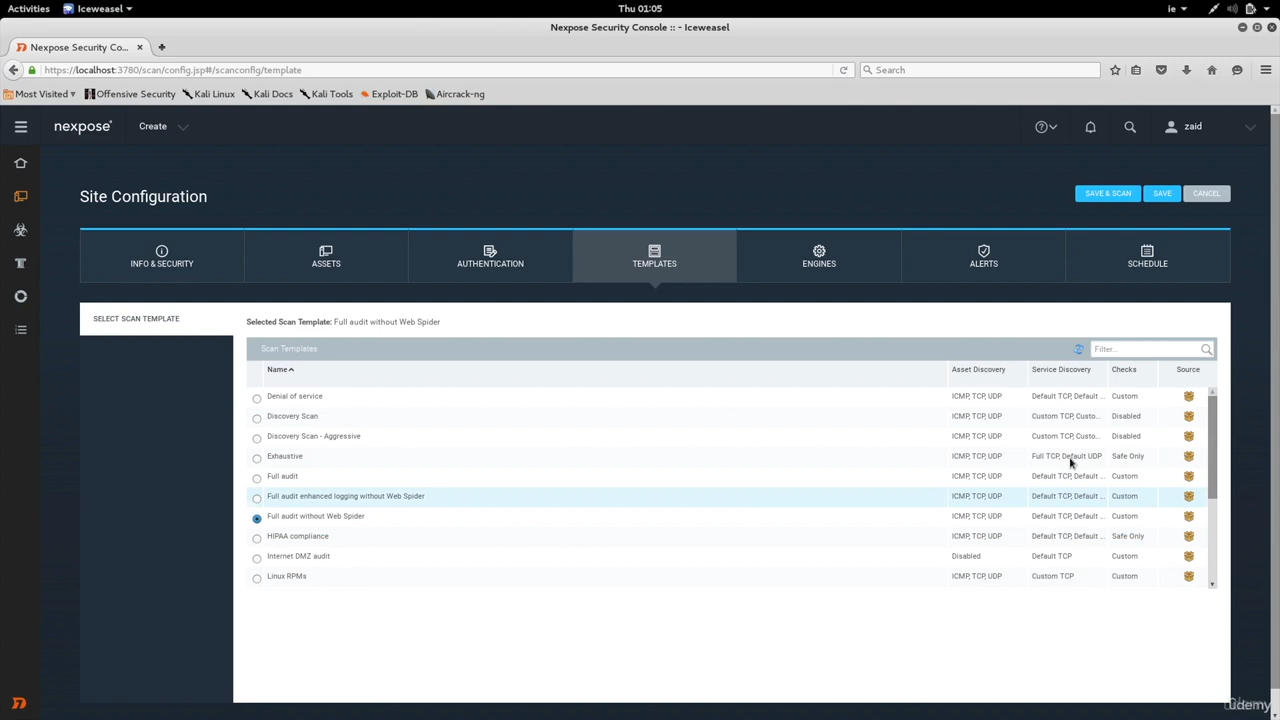 Activities Iceweasel Thu 01:05 ie
Nexpose Security Console :: - Iceweasel
Nexpose Security Co...
https://localhost:3780/scan/config.jsp#/scanconfig/template Search
Most Visited Offensive Security Kali Linux Kali Docs Kali Tools Exploit-DB Aircrack-ng
nexpose Create zaid
Site Configuration SAVE & SCAN SAVE CANCEL
INFO & SECURITY ASSETS AUTHENTICATION TEMPLATES ENGINES ALERTS SCHEDULE
SELECT SCAN TEMPLATE Selected Scan Template: Full audit without Web Spider
Scan Templates Filter...
Name Asset Discovery Service Discovery Checks Source
Denial of service ICMP, TCP, UDP Default TCP, Default ... Custom
Discovery Scan ICMP, TCP, UDP Custom TCP, Custo... Disabled
Discovery Scan - Aggressive ICMP, TCP, UDP Custom TCP, Custo... Disabled
Exhaustive ICMP, TCP, UDP Full TCP, Default UDP Safe Only
Full audit ICMP, TCP, UDP Default TCP, Default ... Custom
Full audit enhanced logging without Web Spider ICMP, TCP, UDP Default TCP, Default ... Custom
Full audit without Web Spider ICMP, TCP, UDP Default TCP, Default ... Custom
HIPAA compliance ICMP, TCP, UDP Default TCP, Default ... Safe Only
Internet DMZ audit Disabled Default TCP Custom
Linux RPMs ICMP, TCP, UDP Custom TCP Custom
Udemy